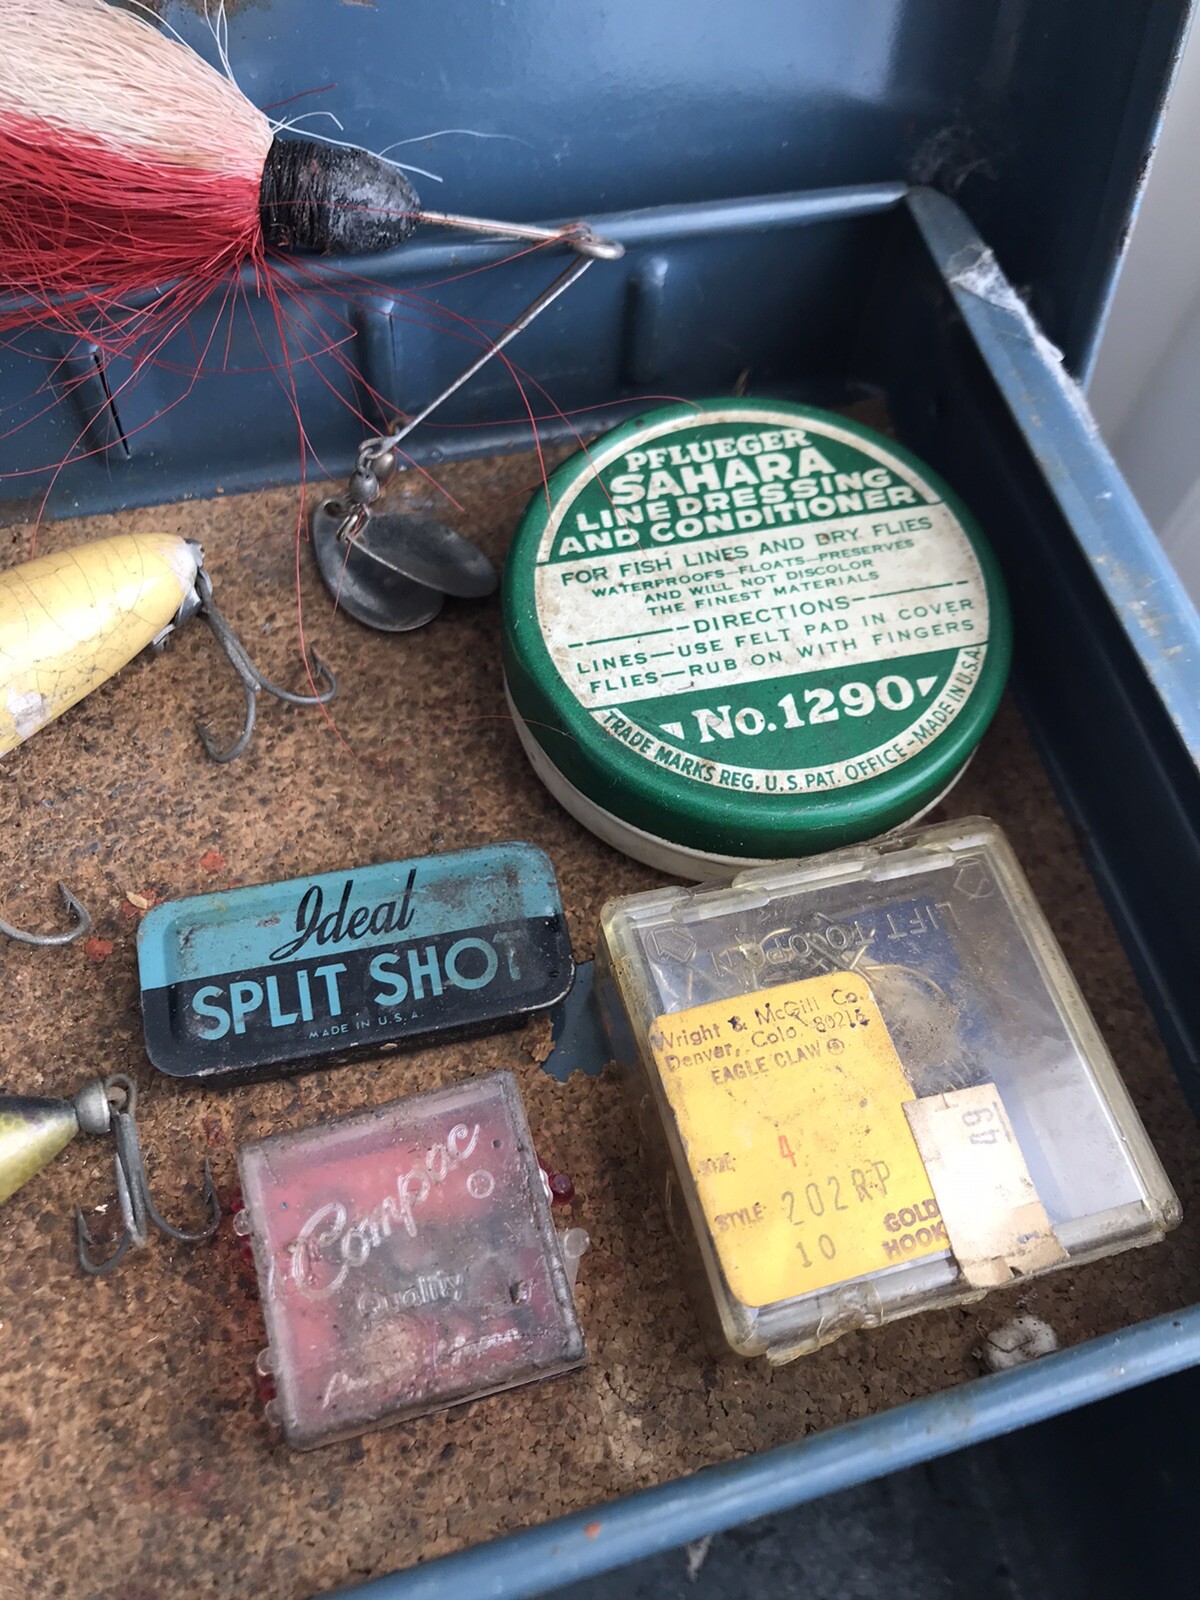 PFLUEGER
SAHARA
LINE DRESSING
AND CONDITIONER
FOR FISH LINES AND DRY FLIES
WATERPROOFS—FLOATS—PRESERVES
AND WILL NOT DISCOLOR
THE FINEST MATERIALS
DIRECTIONS
LINES—USE FELT PAD IN COVER
FLIES—RUB ON WITH FINGERS
No. 1290
TRADE MARKS REG. U.S. PAT. OFFICE - MADE IN U.S.A.
Ideal
SPLIT SHOT
MADE IN U.S.A.
LIFT TO OPEN
Wright & McGill Co.
Denver, Colo. 80216
EAGLE CLAW ®
SIZE 4
STYLE 202RP
10 GOLD
HOOK
49
Compac
Quality